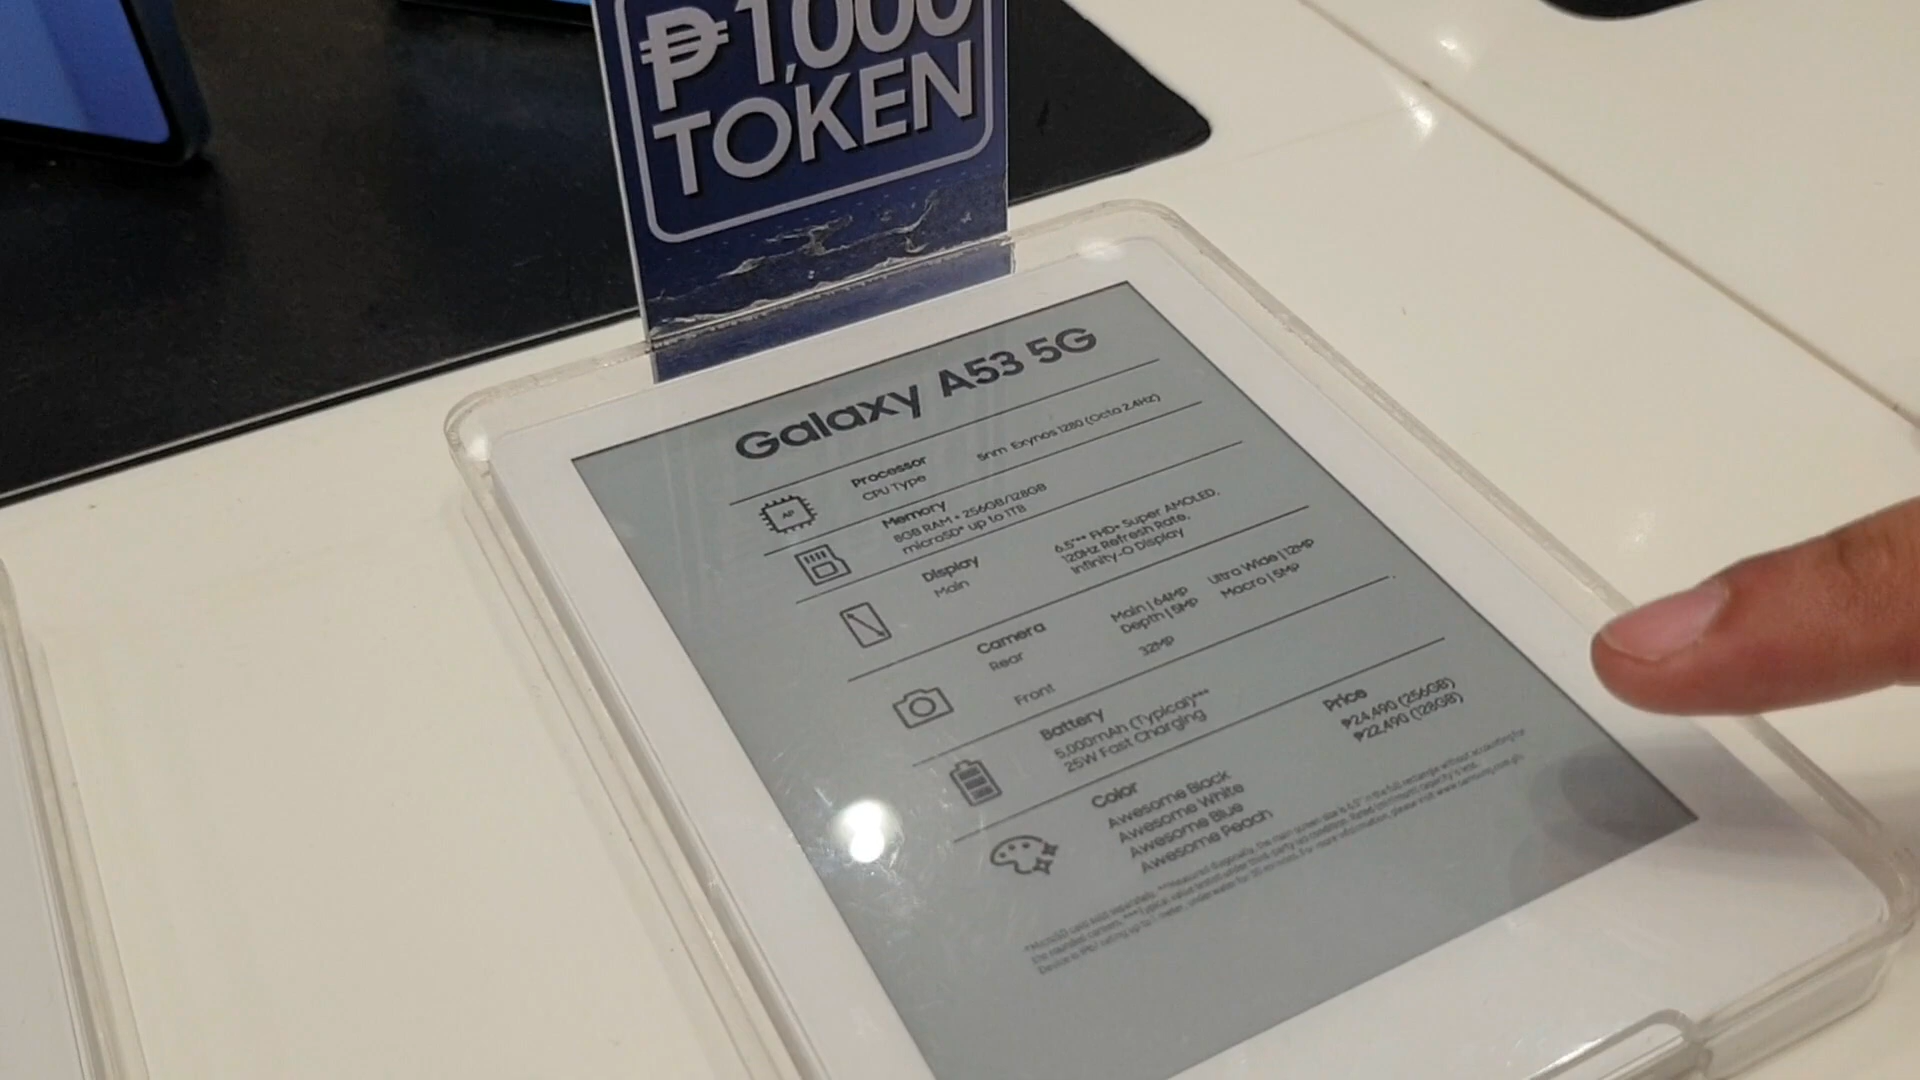 ₱1,000
TOKEN
Galaxy A53 5G
AP
Processor
CPU Type
5nm Exynos 1280 (Octa 2.4Hz)
Memory
8GB RAM + 256GB/128GB
microSD* up to 1TB
Display
Main
6.5"** FHD+ Super AMOLED,
120Hz Refresh Rate,
Infinity-O Display
Camera
Rear
Main | 64MP Ultra Wide | 12MP
Depth | 5MP Macro | 5MP
Front
32MP
Battery
5,000mAh (Typical)***
25W Fast Charging
Price
₱24,490 (256GB)
₱22,490 (128GB)
Color
Awesome Black
Awesome White
Awesome Blue
Awesome Peach